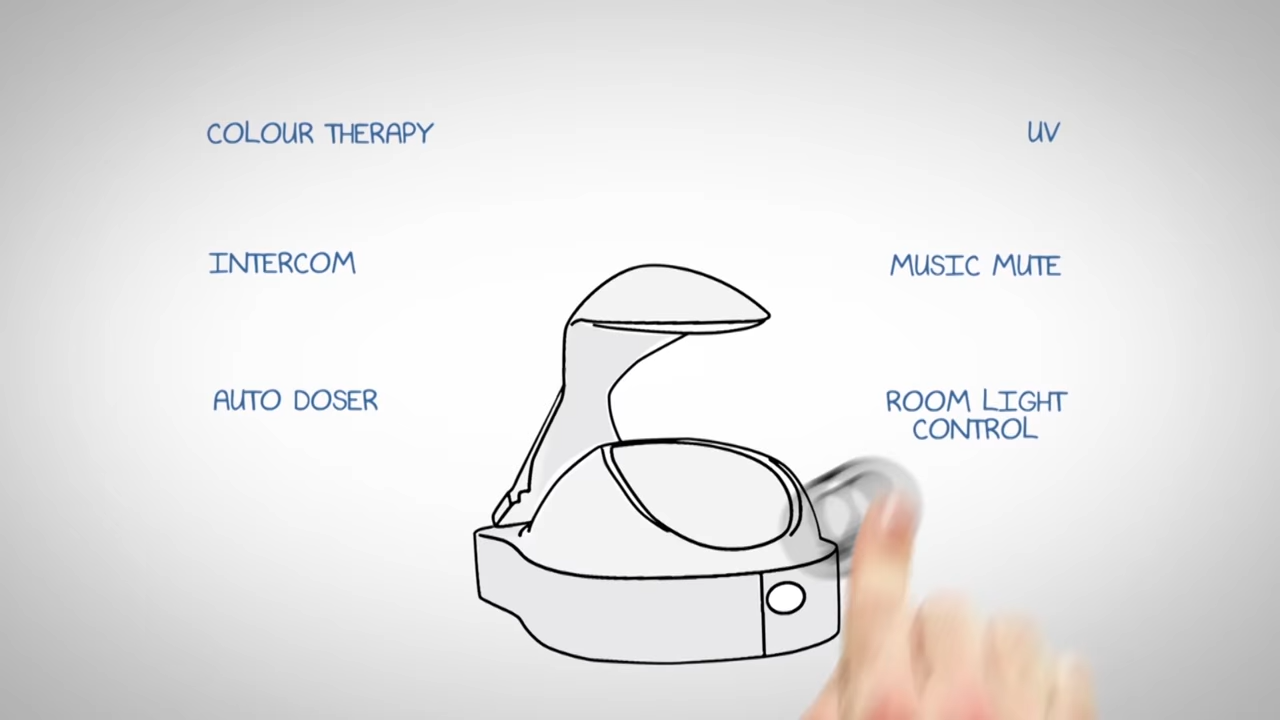 COLOUR THERAPY
UV
INTERCOM
MUSIC MUTE
AUTO DOSER
ROOM LIGHT
CONTROL